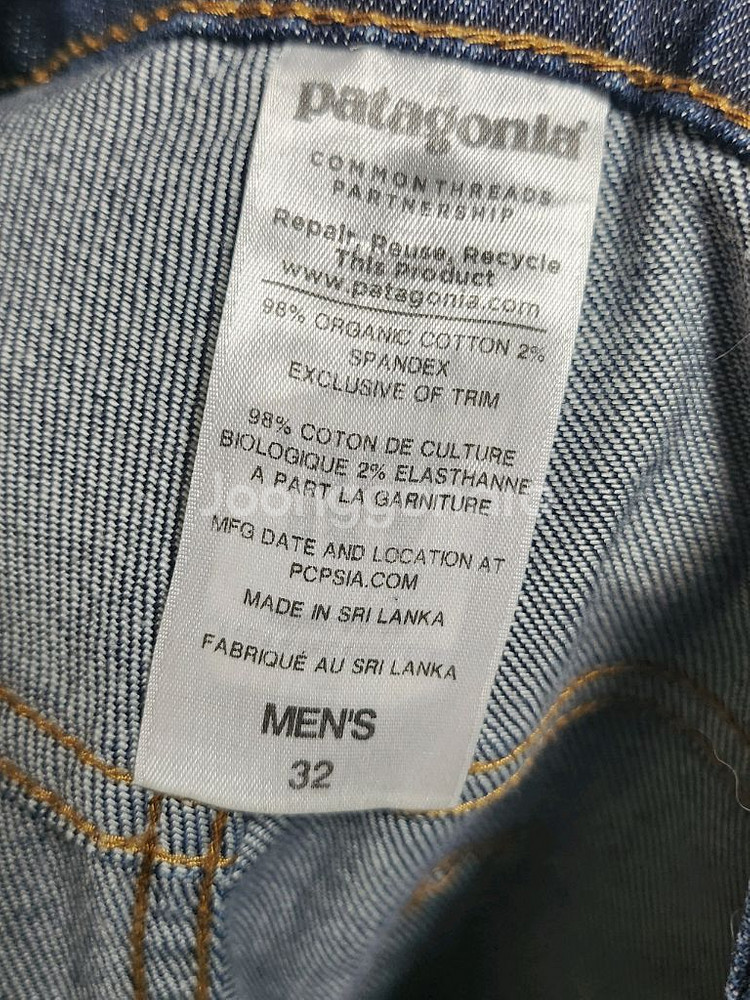 patagonia
COMMON THREADS
PARTNERSHIP
Repair, Reuse, Recycle
This Product
www.patagonia.com
98% ORGANIC COTTON 2%
SPANDEX
EXCLUSIVE OF TRIM
98% COTON DE CULTURE
BIOLOGIQUE 2% ELASTHANNE
A PART LA GARNITURE
MFG DATE AND LOCATION AT
PCPSIA.COM
MADE IN SRI LANKA
FABRIQUÉ AU SRI LANKA
MEN'S
32